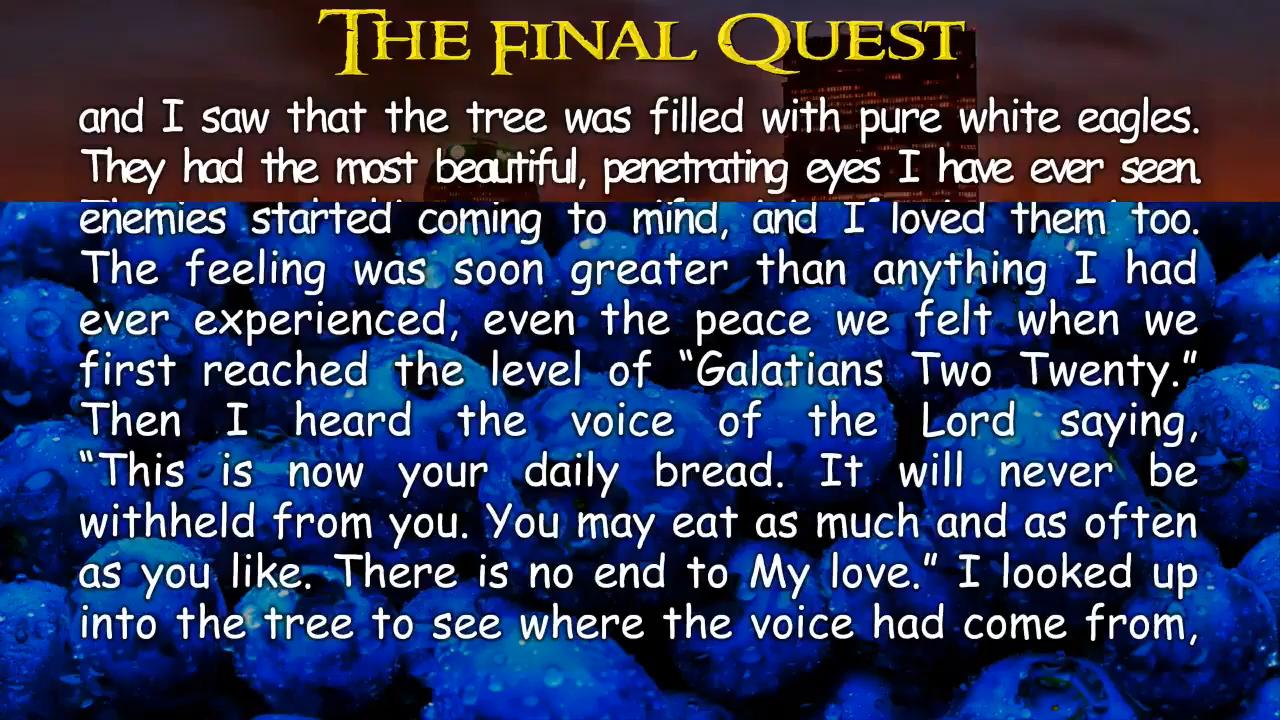 THE FINAL QUEST
and I saw that the tree was filled with pure white eagles.
They had the most beautiful, penetrating eyes I have ever seen.
enemies started coming to mind, and I loved them too.
The feeling was soon greater than anything I had
ever experienced, even the peace we felt when we
first reached the level of “Galatians Two Twenty.”
Then I heard the voice of the Lord saying,
“This is now your daily bread. It will never be
withheld from you. You may eat as much and as often
as you like. There is no end to My love.” I looked up
into the tree to see where the voice had come from,